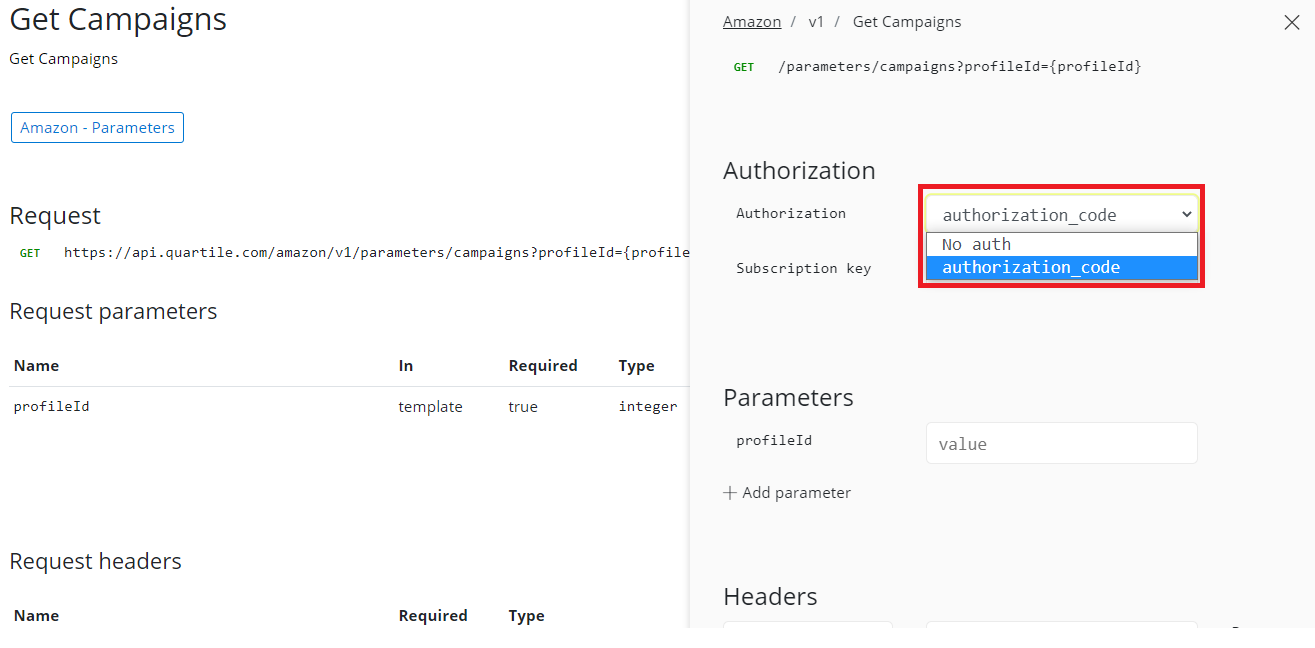 Get Campaigns
Get Campaigns
Amazon - Parameters
Request
GET https://api.quartile.com/amazon/v1/parameters/campaigns?profileId={profile
Request parameters
Name In Required Type
profileId template true integer
Request headers
Name Required Type
Amazon / v1 / Get Campaigns
GET /parameters/campaigns?profileId={profileId}
Authorization
Authorization authorization_code
No auth
authorization_code
Subscription key
Parameters
profileId value
+ Add parameter
Headers